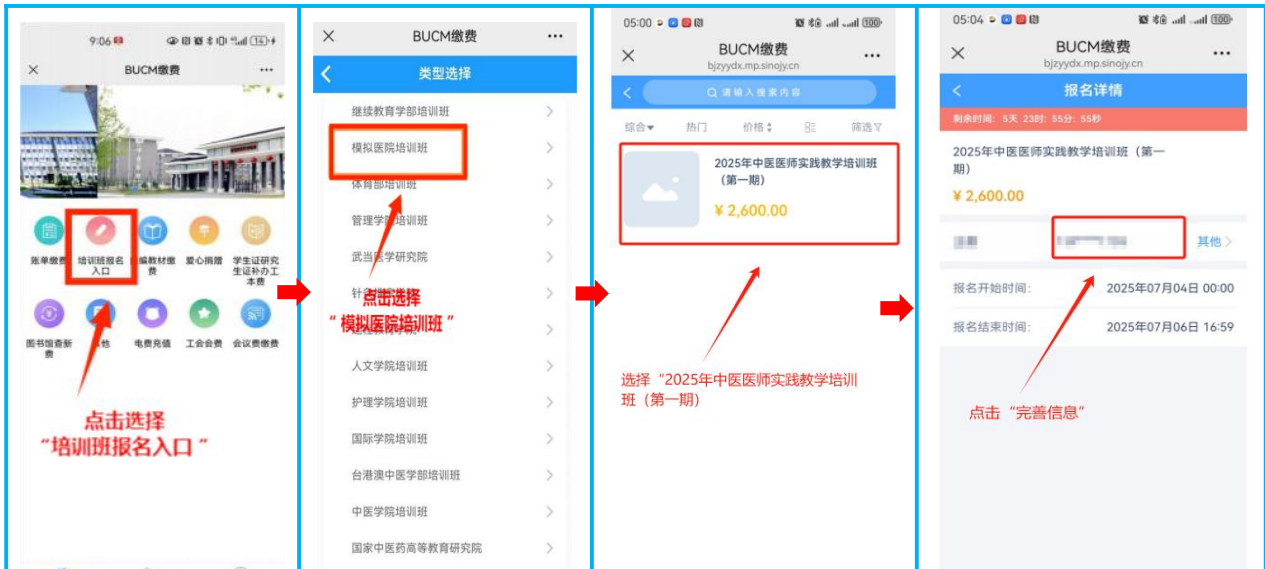 9:06
14
BUCM缴费
账单缴费
培训班报名
入口
编教材缴
费
爱心捐赠
学生证研究
生证补办工
本费
图书馆查新
费
他
电费充值
工会会费
会议费缴费
点击选择
“培训班报名入口 ”
BUCM缴费
类型选择
继续教育学部培训班
模拟医院培训班
体育部培训班
管理学院培训班
武当医学研究院
点击选择
“ 模拟医院培训班 ”
人文学院培训班
护理学院培训班
国际学院培训班
台港澳中医学部培训班
中医学院培训班
国家中医药高等教育研究院
05:00
100
BUCM缴费
bjzyydx.mp.sinojy.cn
请输入搜索内容
综合
热门
价格
筛选
2025年中医医师实践教学培训班
（第一期）
¥ 2,600.00
选择“2025年中医医师实践教学培训
班（第一期）
05:04
100
BUCM缴费
bjzyydx.mp.sinojy.cn
报名详情
剩余时间: 5天 23时: 55分: 55秒
2025年中医医师实践教学培训班（第一
期）
¥ 2,600.00
其他
报名开始时间: 2025年07月04日 00:00
报名结束时间: 2025年07月06日 16:59
点击“完善信息”